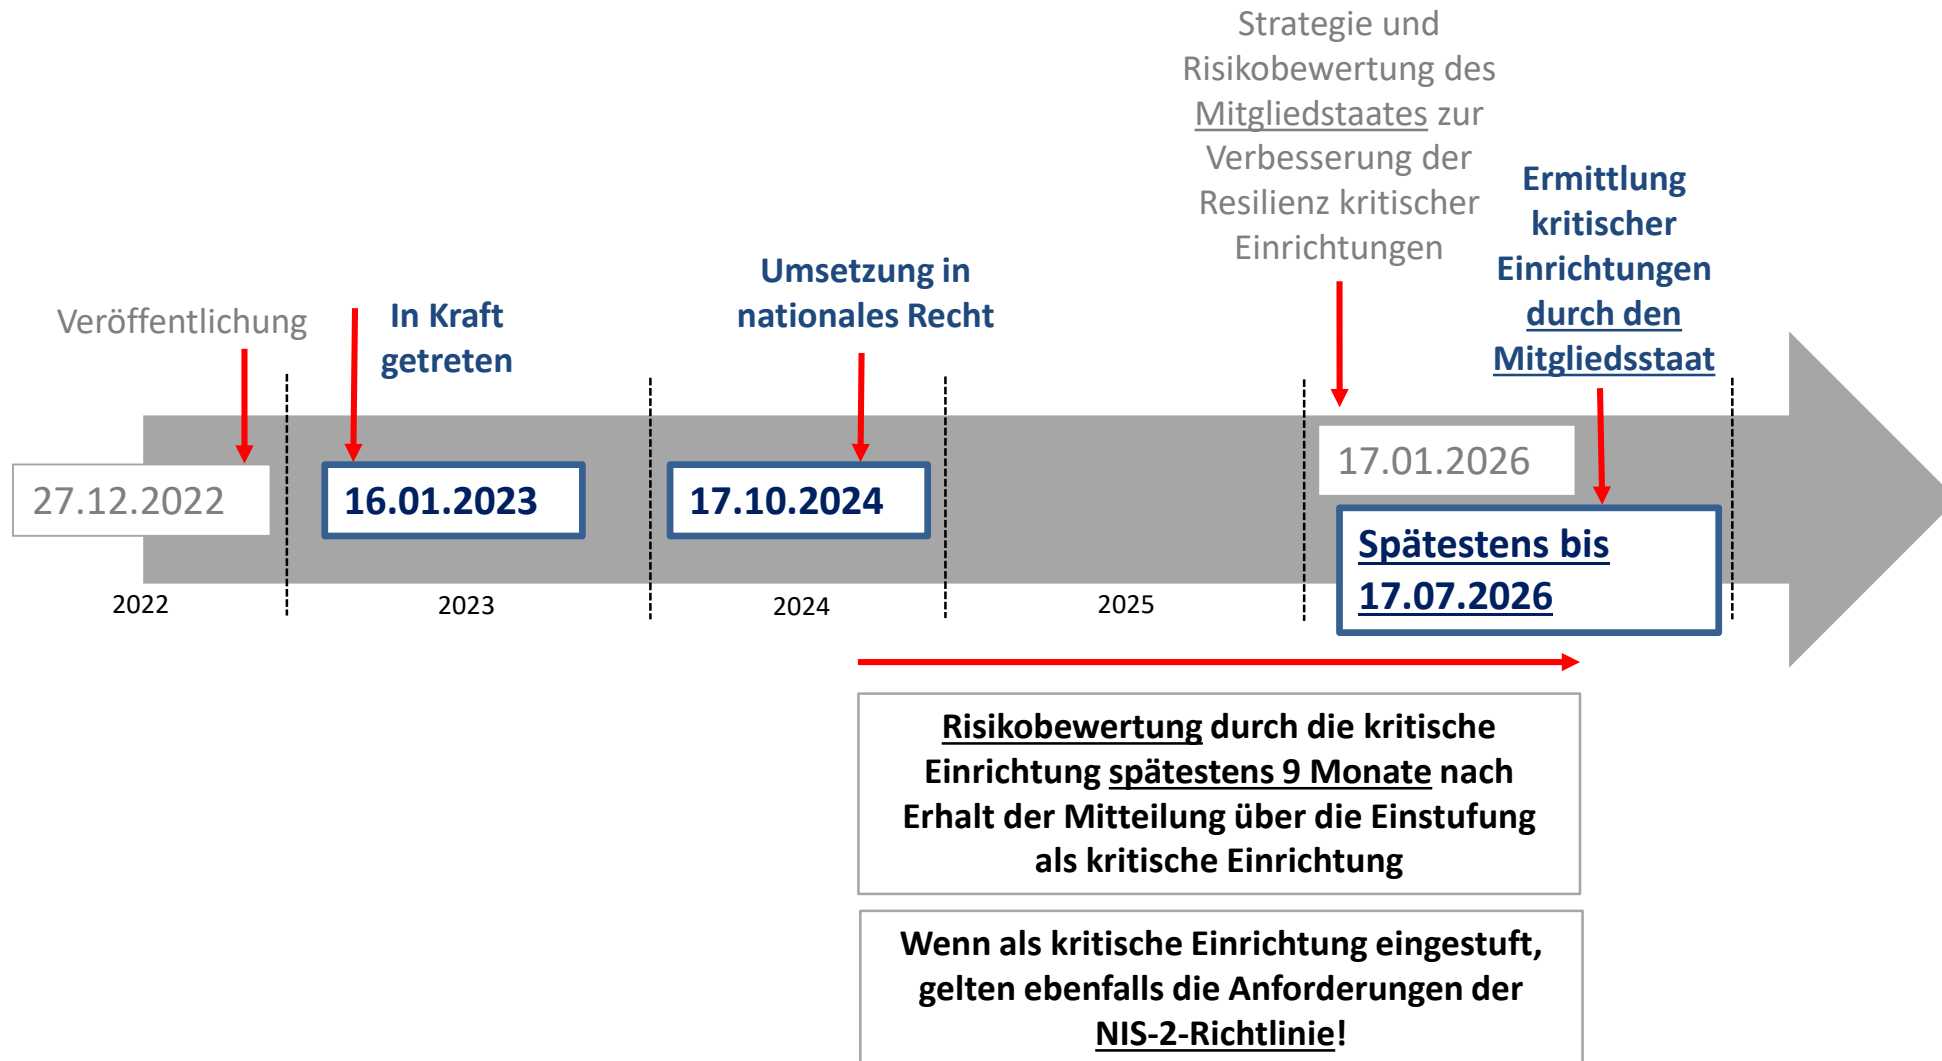 Strategie und
Risikobewertung des
Mitgliedstaates zur
Verbesserung der
Resilienz kritischer
Einrichtungen
Ermittlung
kritischer
Einrichtungen
durch den
Mitgliedsstaat
Umsetzung in
nationales Recht
Veröffentlichung
In Kraft
getreten
27.12.2022
16.01.2023
17.10.2024
17.01.2026
Spätestens bis
17.07.2026
2022
2023
2024
2025
Risikobewertung durch die kritische
Einrichtung spätestens 9 Monate nach
Erhalt der Mitteilung über die Einstufung
als kritische Einrichtung
Wenn als kritische Einrichtung eingestuft,
gelten ebenfalls die Anforderungen der
NIS-2-Richtlinie!